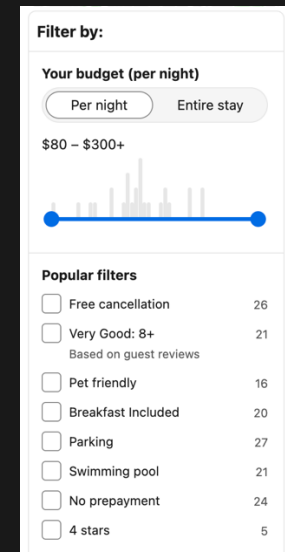 Filter by:
Your budget (per night)
Per night Entire stay
$80 – $300+
Popular filters
Free cancellation 26
Very Good: 8+ 21
Based on guest reviews
Pet friendly 16
Breakfast Included 20
Parking 27
Swimming pool 21
No prepayment 24
4 stars 5